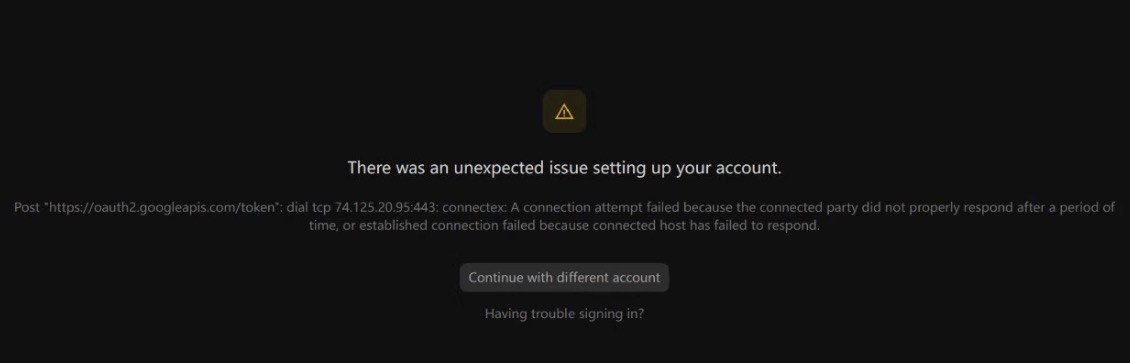 There was an unexpected issue setting up your account.
Post "https://oauth2.googleapis.com/token": dial tcp 74.125.20.95:443: connectex: A connection attempt failed because the connected party did not properly respond after a period of
time, or established connection failed because connected host has failed to respond.
Continue with different account
Having trouble signing in?